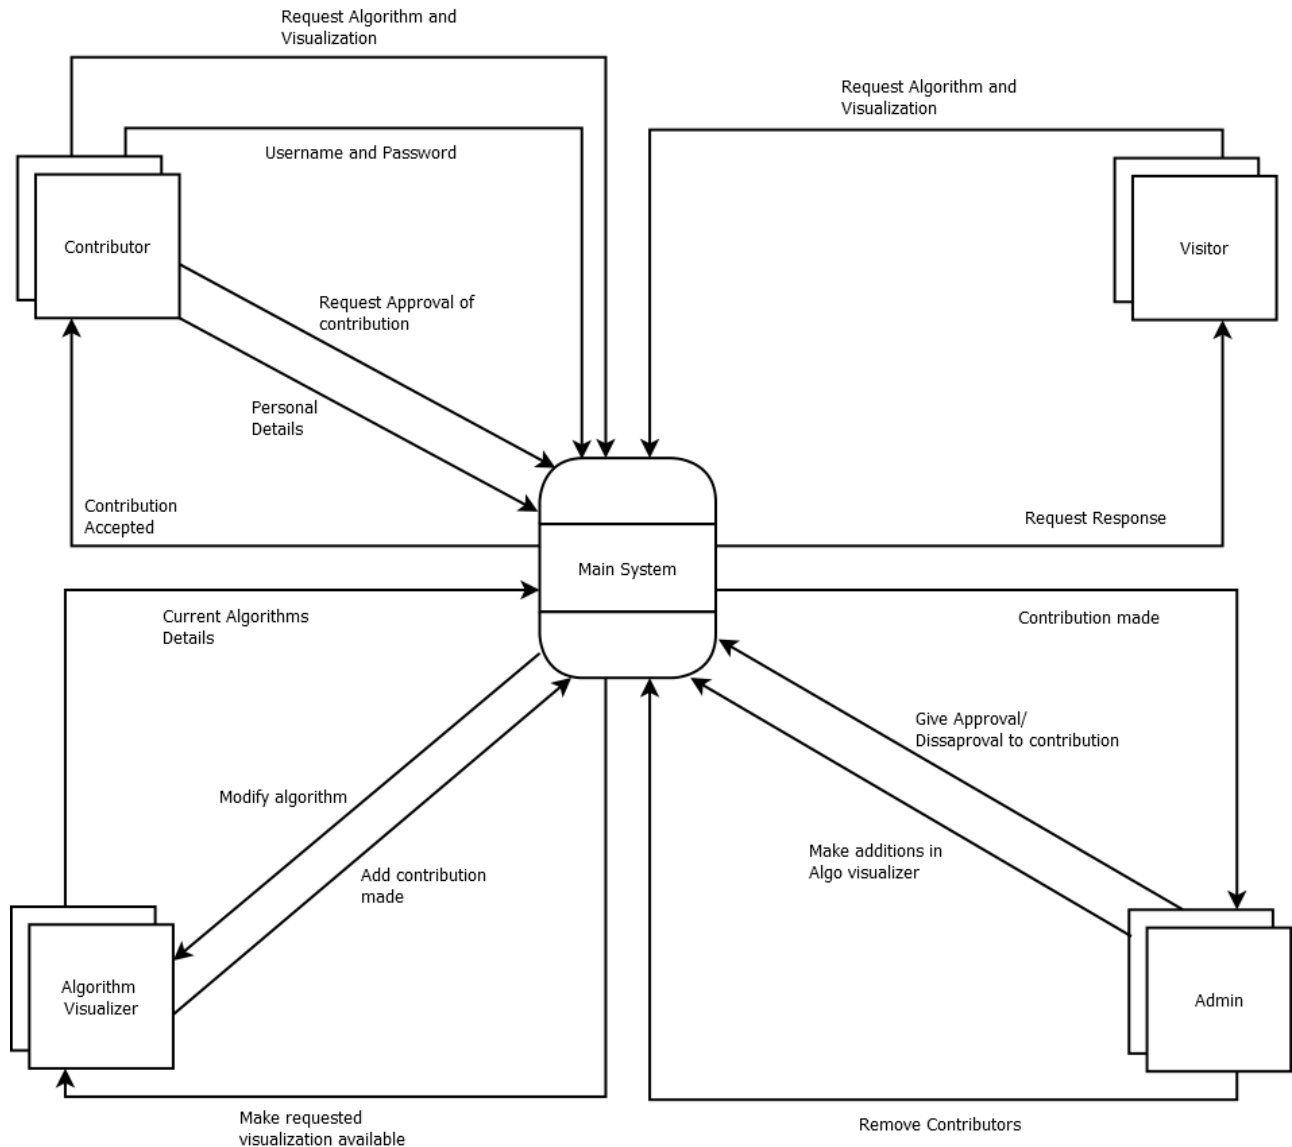 Request Algorithm and
Visualization
Request Algorithm and
Visualization
Username and Password
Contributor
Visitor
Request Approval of
contribution
Personal
Details
Contribution
Accepted
Request Response
Main System
Current Algorithms
Details
Contribution made
Give Approval/
Dissaproval to contribution
Modify algorithm
Make additions in
Algo visualizer
Add contribution
made
Algorithm
Visualizer
Admin
Make requested
visualization available
Remove Contributors